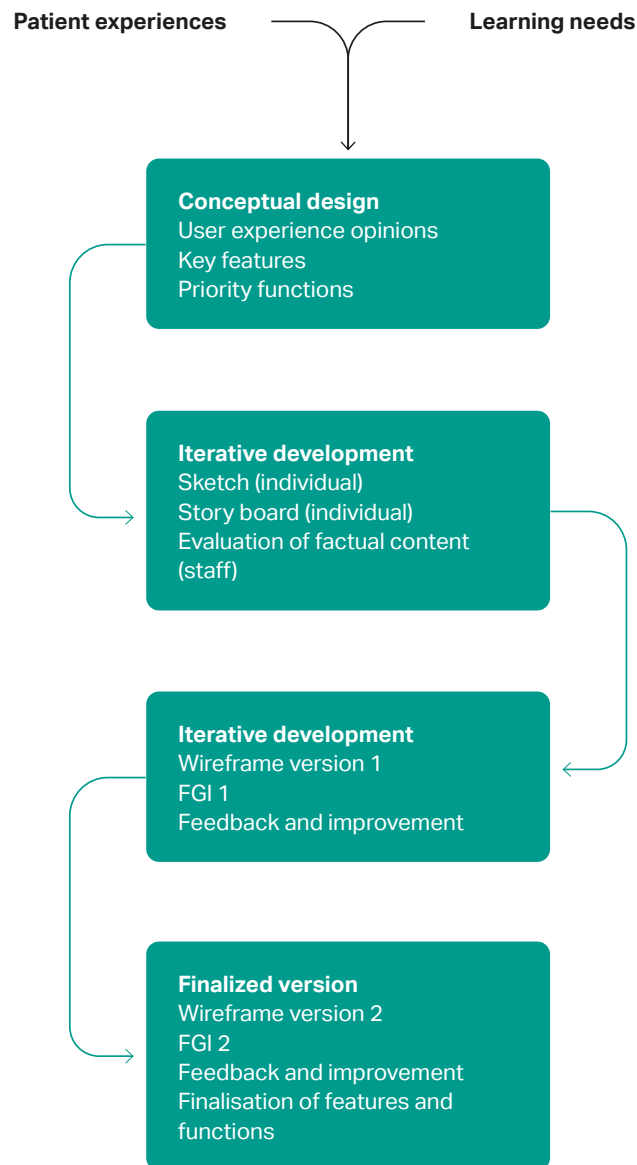 Patient experiences
Learning needs
Conceptual design
User experience opinions
Key features
Priority functions
Iterative development
Sketch (individual)
Story board (individual)
Evaluation of factual content
(staff)
Iterative development
Wireframe version 1
FGI 1
Feedback and improvement
Finalized version
Wireframe version 2
FGI 2
Feedback and improvement
Finalisation of features and
functions